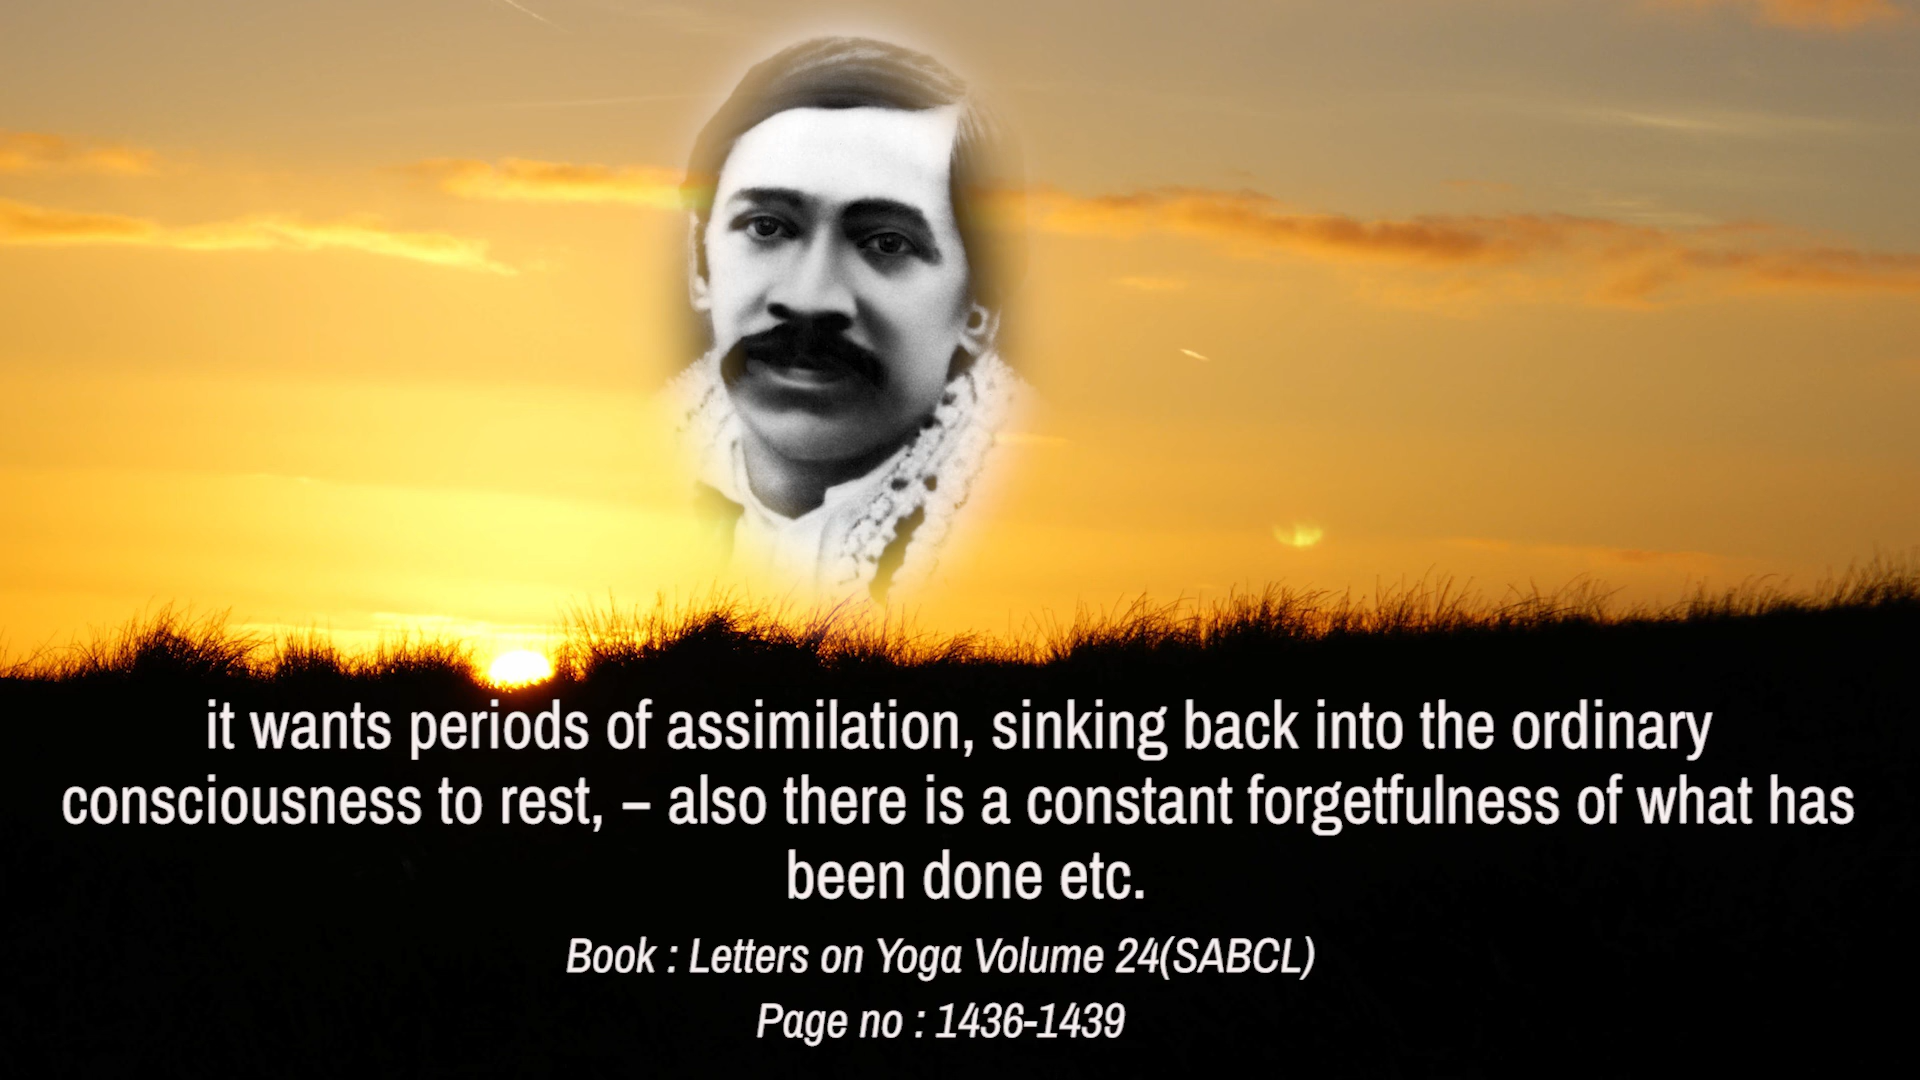 it wants periods of assimilation, sinking back into the ordinary
consciousness to rest, – also there is a constant forgetfulness of what has
been done etc.
Book : Letters on Yoga Volume 24(SABCL)
Page no : 1436-1439